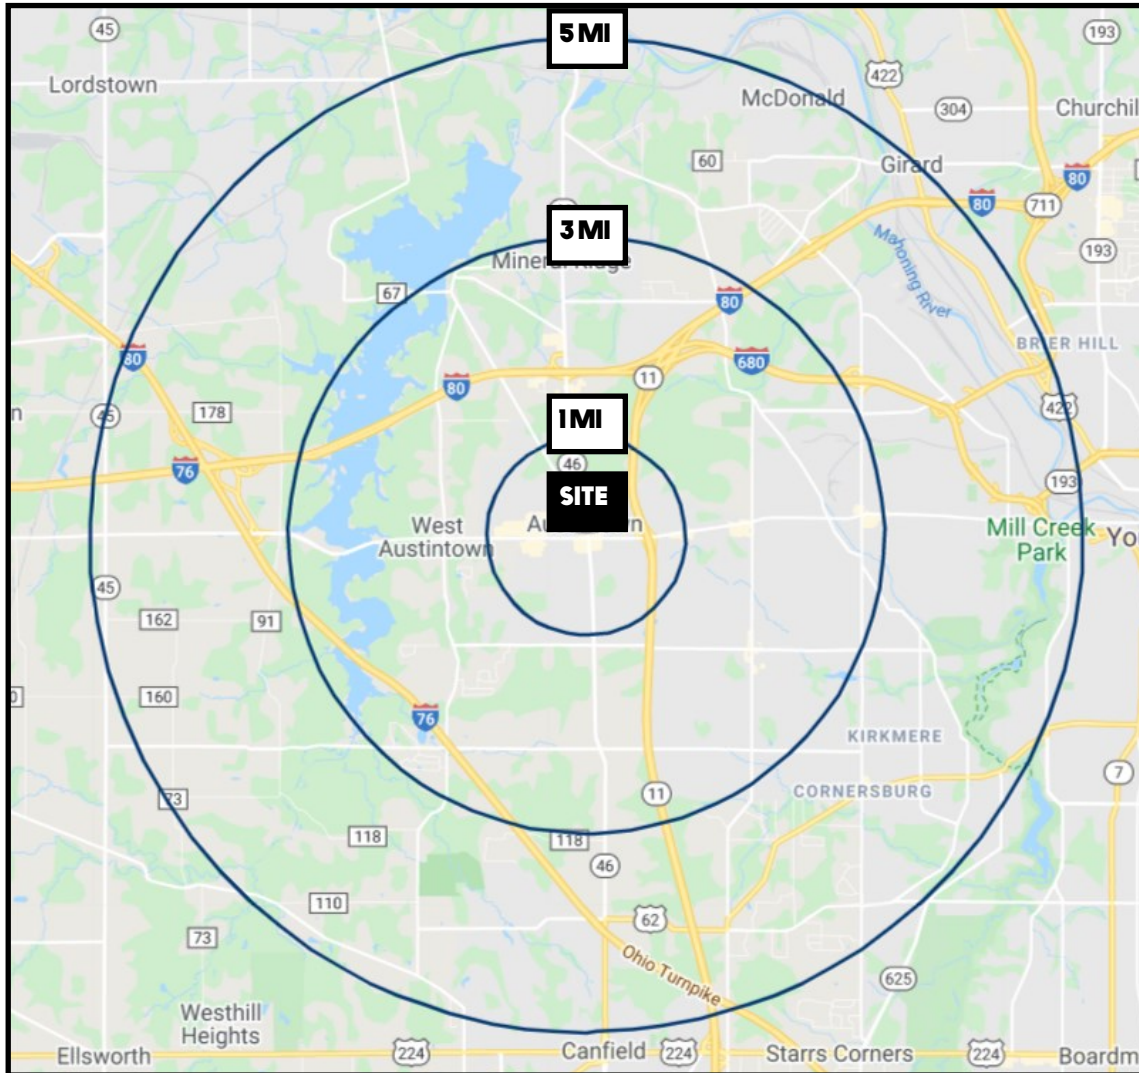 5 MI
45
193
422
Lordstown
McDonald
304
Churchil
60
Girard
80
80
711
3 MI
193
Mineral Ridge
Mahoning River
67
80
BRIER HILL
80
680
11
80
45
178
422
1 MI
46
76
193
SITE
West
Austintown
Mill Creek
Park
45
162
91
160
76
KIRKMERE
7
11
CORNERSBURG
73
118
118
46
110
62
73
Ohio Turnpike
625
Westhill
Heights
Ellsworth
224
Canfield
224
Starrs Corners
224
Boardm